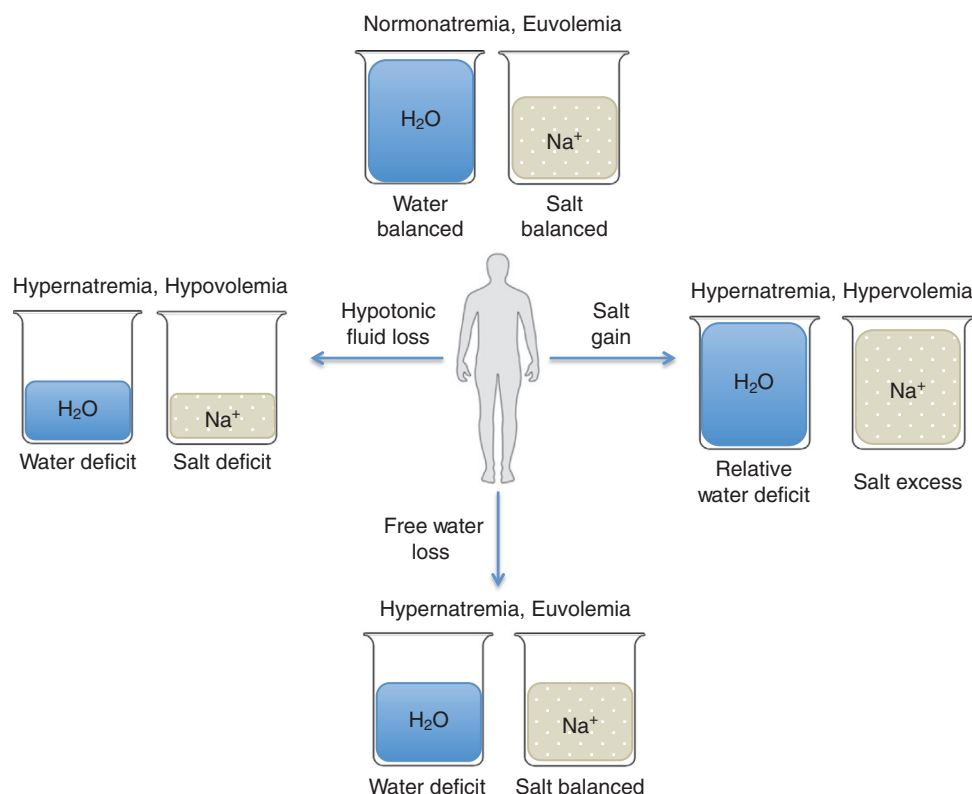 Normonatremia, Euvolemia
H₂O
Na⁺
Water
balanced
Salt
balanced
Hypernatremia, Hypovolemia
H₂O
Na⁺
Water deficit
Salt deficit
Hypotonic
fluid loss
Salt
gain
Hypernatremia, Hypervolemia
H₂O
Na⁺
Relative
water deficit
Salt excess
Free water
loss
Hypernatremia, Euvolemia
H₂O
Na⁺
Water deficit
Salt balanced